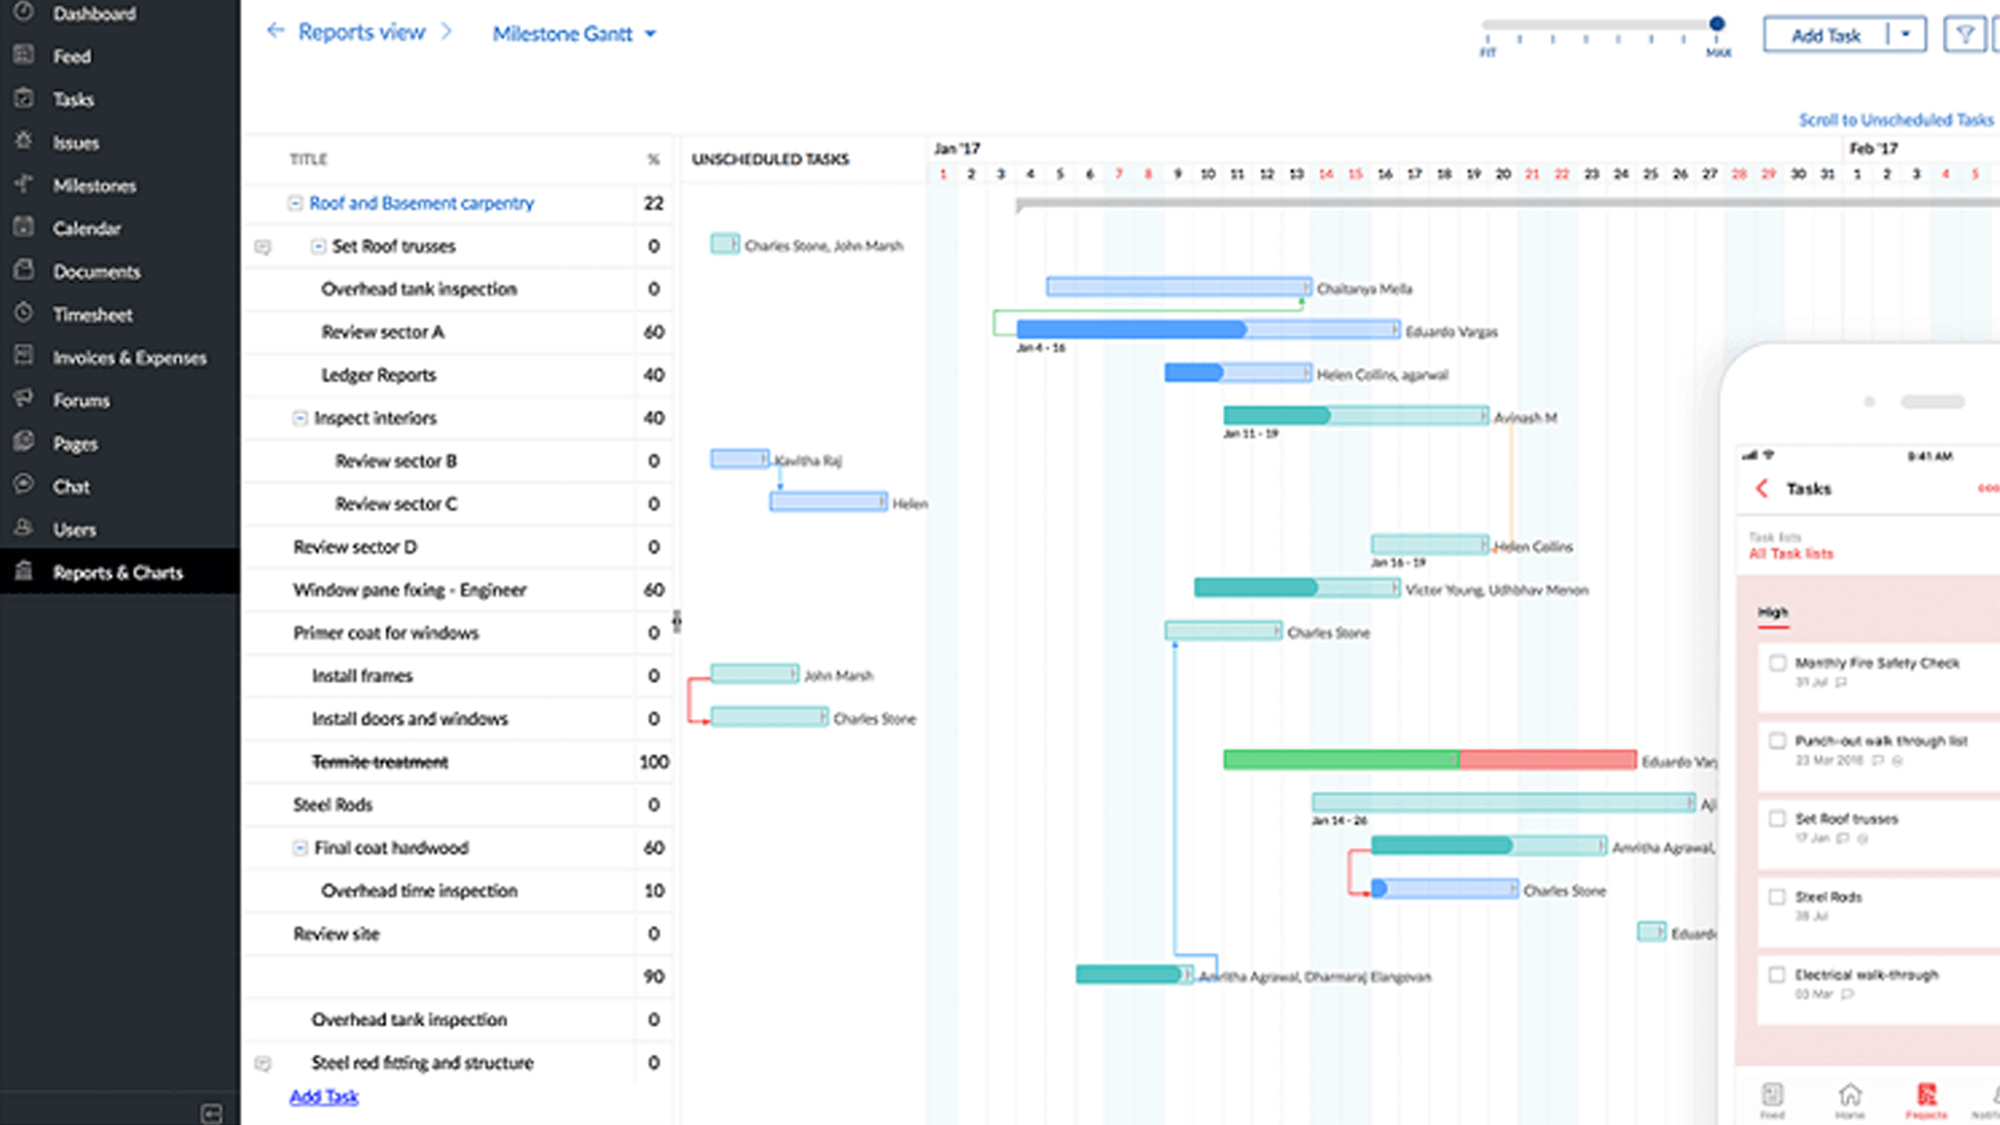 Dashboard
Feed
Tasks
Issues
Milestones
Calendar
Documents
Timesheet
Invoices & Expenses
Forums
Pages
Chat
Users
Reports & Charts
Reports view
Milestone Gantt
FIT
MAX
Add Task
Scroll to Unscheduled Tasks
TITLE %
UNSCHEDULED TASKS
Jan '17
Feb '17
1 2 3 4 5 6 7 8 9 10 11 12 13 14 15 16 17 18 19 20 21 22 23 24 25 26 27 28 29 30 31 1 2 3 4 5
Roof and Basement carpentry 22
Set Roof trusses 0 Charles Stone, John Marsh
Overhead tank inspection 0 Chaitanya Mella
Review sector A 60 Eduardo Vargas
Jan 4 - 16
Ledger Reports 40 Helen Collins, agarwal
Inspect interiors 40 Avinash M
Jan 11 - 19
Review sector B 0 Kavitha Raj
Review sector C 0 Helen
Review sector D 0 Helen Collins
Jan 16 - 19
Window pane fixing - Engineer 60 Victor Young, Udhbhav Menon
Primer coat for windows 0 Charles Stone
Install frames 0 John Marsh
Install doors and windows 0 Charles Stone
Termite treatment 100 Eduardo
Steel Rods 0
Jan 14 - 26
Final coat hardwood 60 Amritha Agrawal,
Overhead time inspection 10 Charles Stone
Review site 0
90 Amritha Agrawal, Dharmaraj Elangovan
Overhead tank inspection 0
Steel rod fitting and structure 0
Add Task
9:41 AM
Tasks
Task lists
All Task lists
High
Monthly Fire Safety Check
31 Jul
Punch-out walk through list
23 Mar 2018
Set Roof trusses
17 Jan
Steel Rods
28 Jul
Electrical walk-through
03 Mar
Feed
Home
Projects